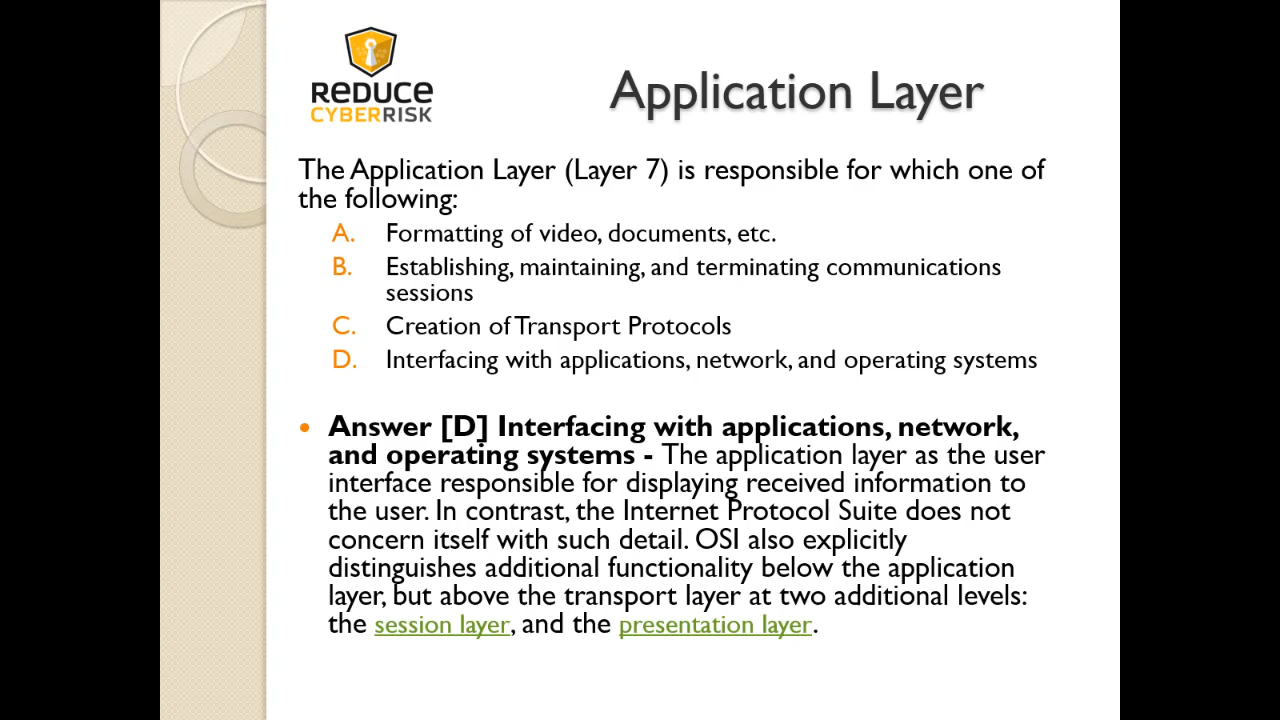 REDUCE
CYBERRISK
Application Layer
The Application Layer (Layer 7) is responsible for which one of
the following:
A. Formatting of video, documents, etc.
B. Establishing, maintaining, and terminating communications
sessions
C. Creation of Transport Protocols
D. Interfacing with applications, network, and operating systems
• Answer [D] Interfacing with applications, network,
and operating systems - The application layer as the user
interface responsible for displaying received information to
the user. In contrast, the Internet Protocol Suite does not
concern itself with such detail. OSI also explicitly
distinguishes additional functionality below the application
layer, but above the transport layer at two additional levels:
the session layer, and the presentation layer.